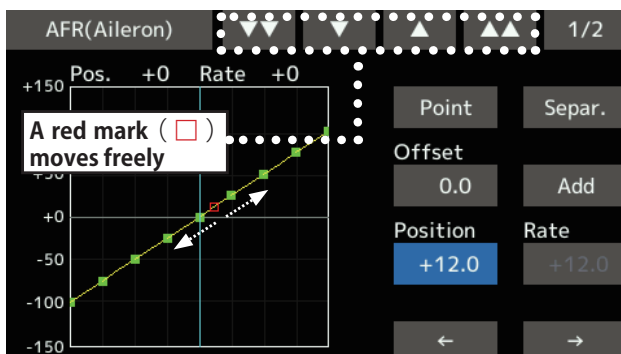 AFR(Aileron) ▼▼ ▼ ▲ ▲▲ 1/2
Pos. +0 Rate +0
+150
A red mark (□)
moves freely
+50
+0
-50
-100
-150
Point Separ.
Offset
0.0 Add
Position Rate
+12.0 +12.0
← →